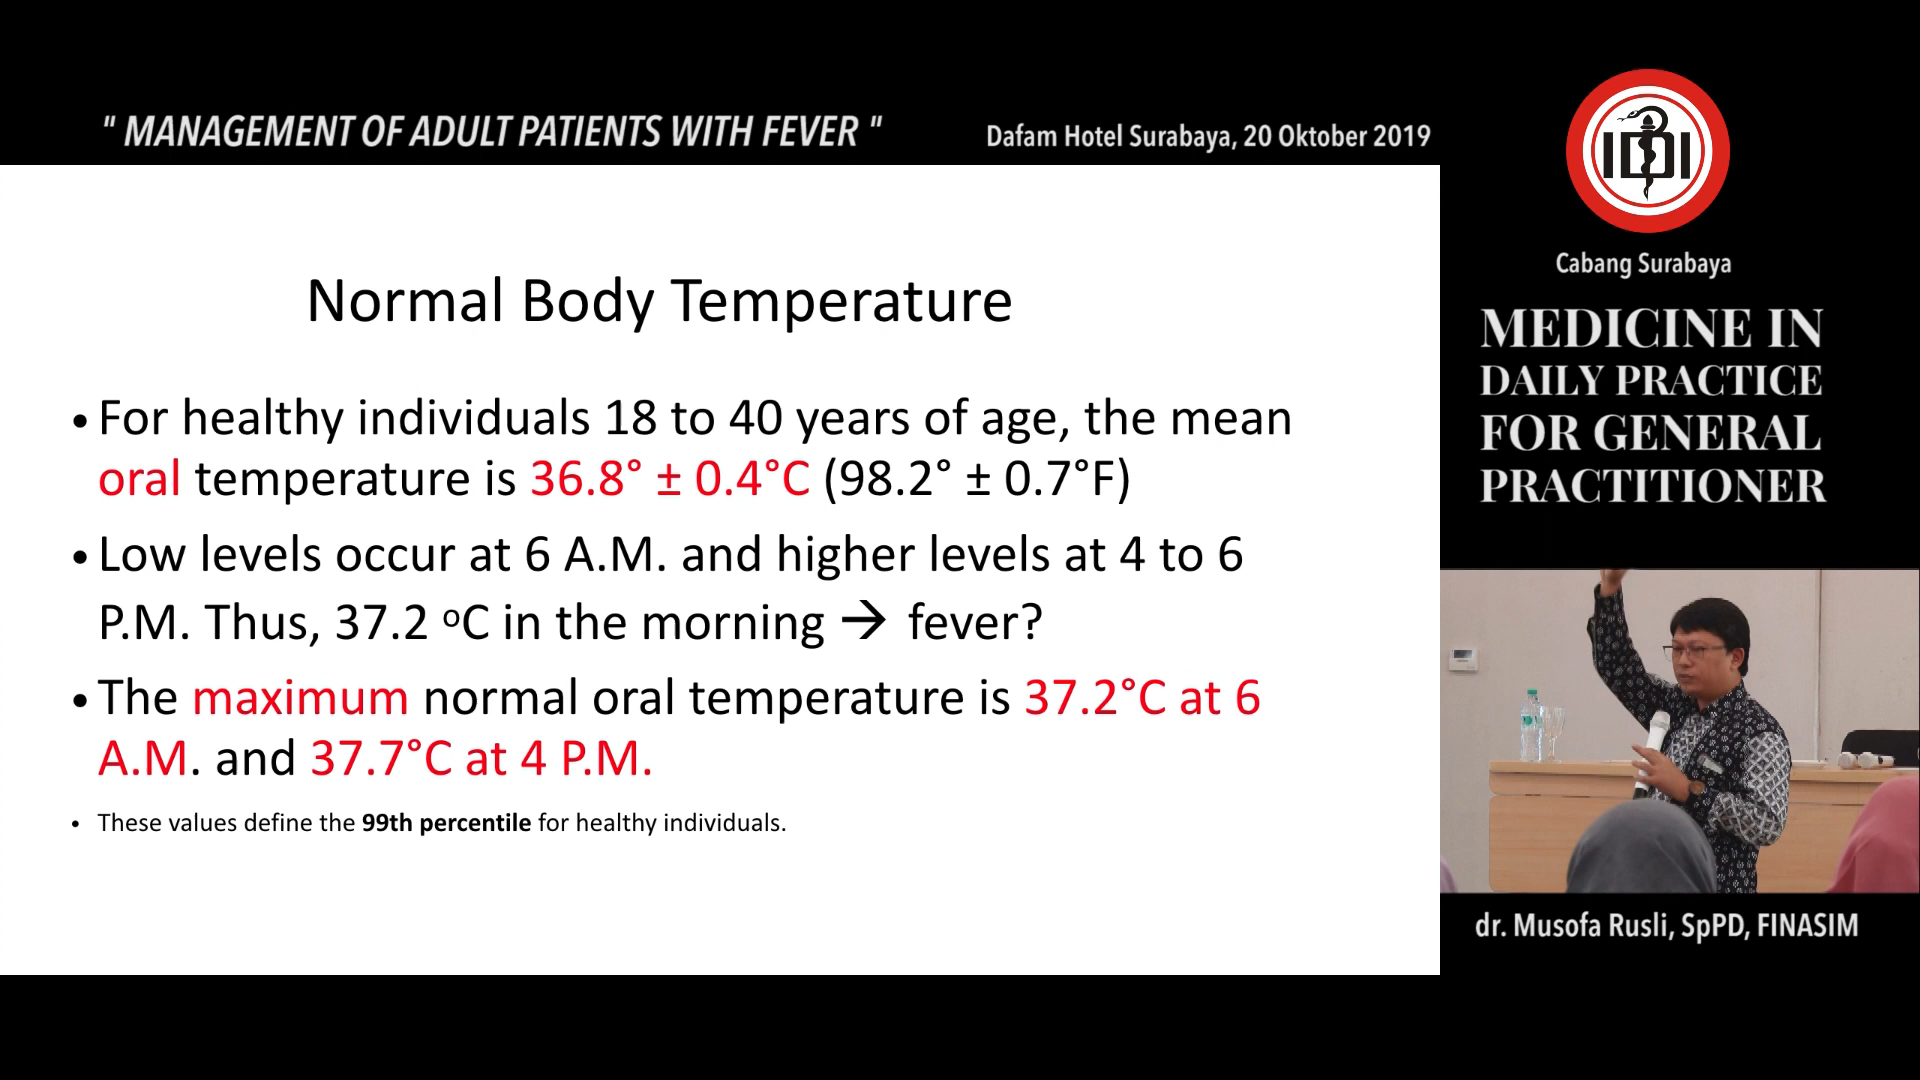 " MANAGEMENT OF ADULT PATIENTS WITH FEVER "
Dafam Hotel Surabaya, 20 Oktober 2019
IDI
Cabang Surabaya
MEDICINE IN
DAILY PRACTICE
FOR GENERAL
PRACTITIONER
Normal Body Temperature
• For healthy individuals 18 to 40 years of age, the mean
oral temperature is 36.8° ± 0.4°C (98.2° ± 0.7°F)
• Low levels occur at 6 A.M. and higher levels at 4 to 6
P.M. Thus, 37.2 ºC in the morning → fever?
• The maximum normal oral temperature is 37.2°C at 6
A.M. and 37.7°C at 4 P.M.
• These values define the 99th percentile for healthy individuals.
dr. Musofa Rusli, SpPD, FINASIM